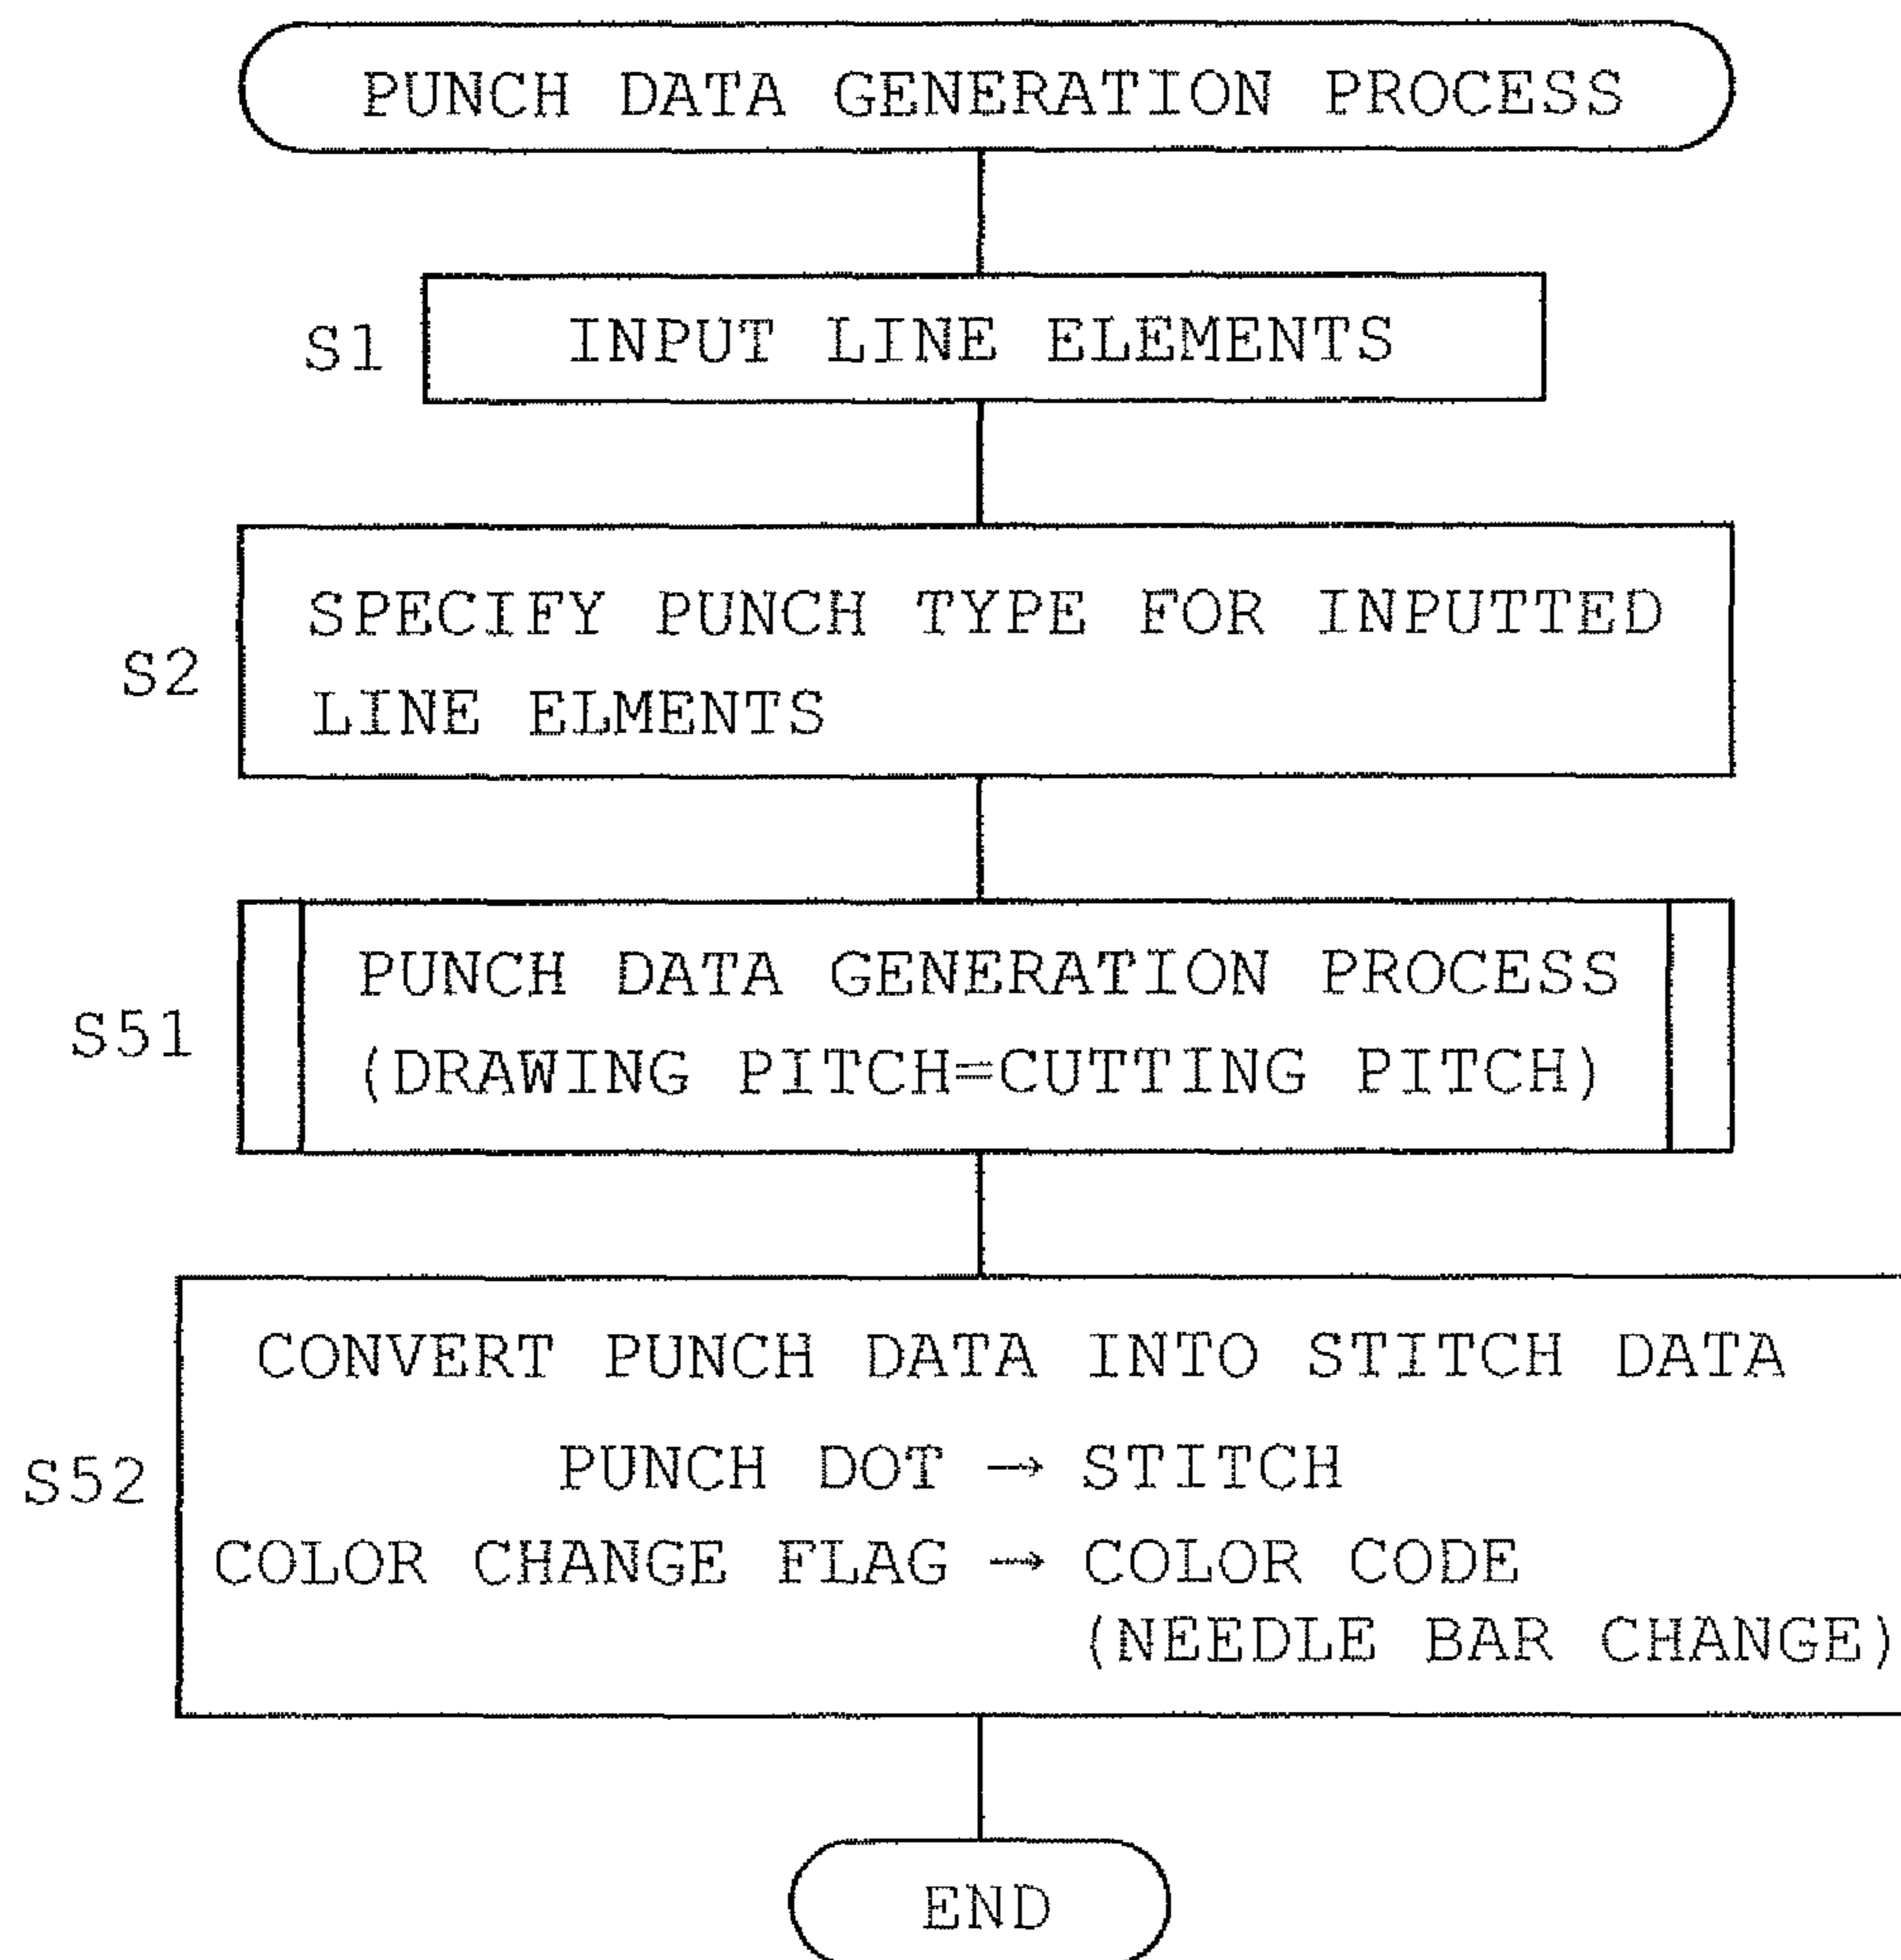 PUNCH DATA GENERATION PROCESS
S1
INPUT LINE ELEMENTS
S2
SPECIFY PUNCH TYPE FOR INPUTTED
LINE ELMENTS
S51
PUNCH DATA GENERATION PROCESS
(DRAWING PITCH=CUTTING PITCH)
S52
CONVERT PUNCH DATA INTO STITCH DATA
PUNCH DOT → STITCH
COLOR CHANGE FLAG → COLOR CODE
(NEEDLE BAR CHANGE)
END